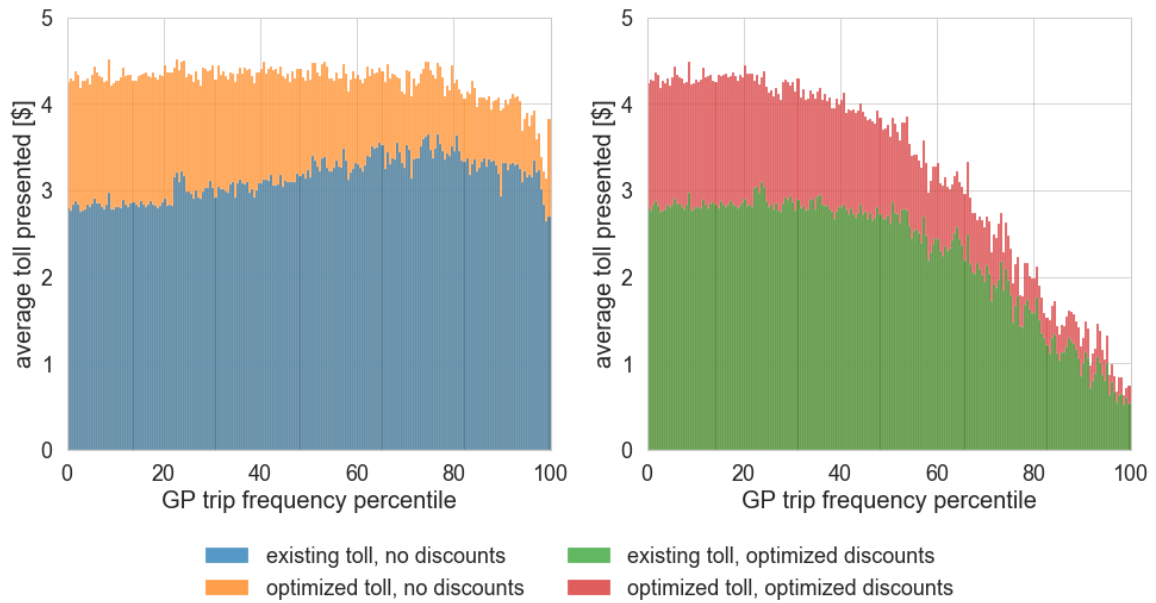 5
4
3
2
1
0
0 20 40 60 80 100
average toll presented [$]
GP trip frequency percentile
5
4
3
2
1
0
0 20 40 60 80 100
average toll presented [$]
GP trip frequency percentile
existing toll, no discounts
optimized toll, no discounts
existing toll, optimized discounts
optimized toll, optimized discounts